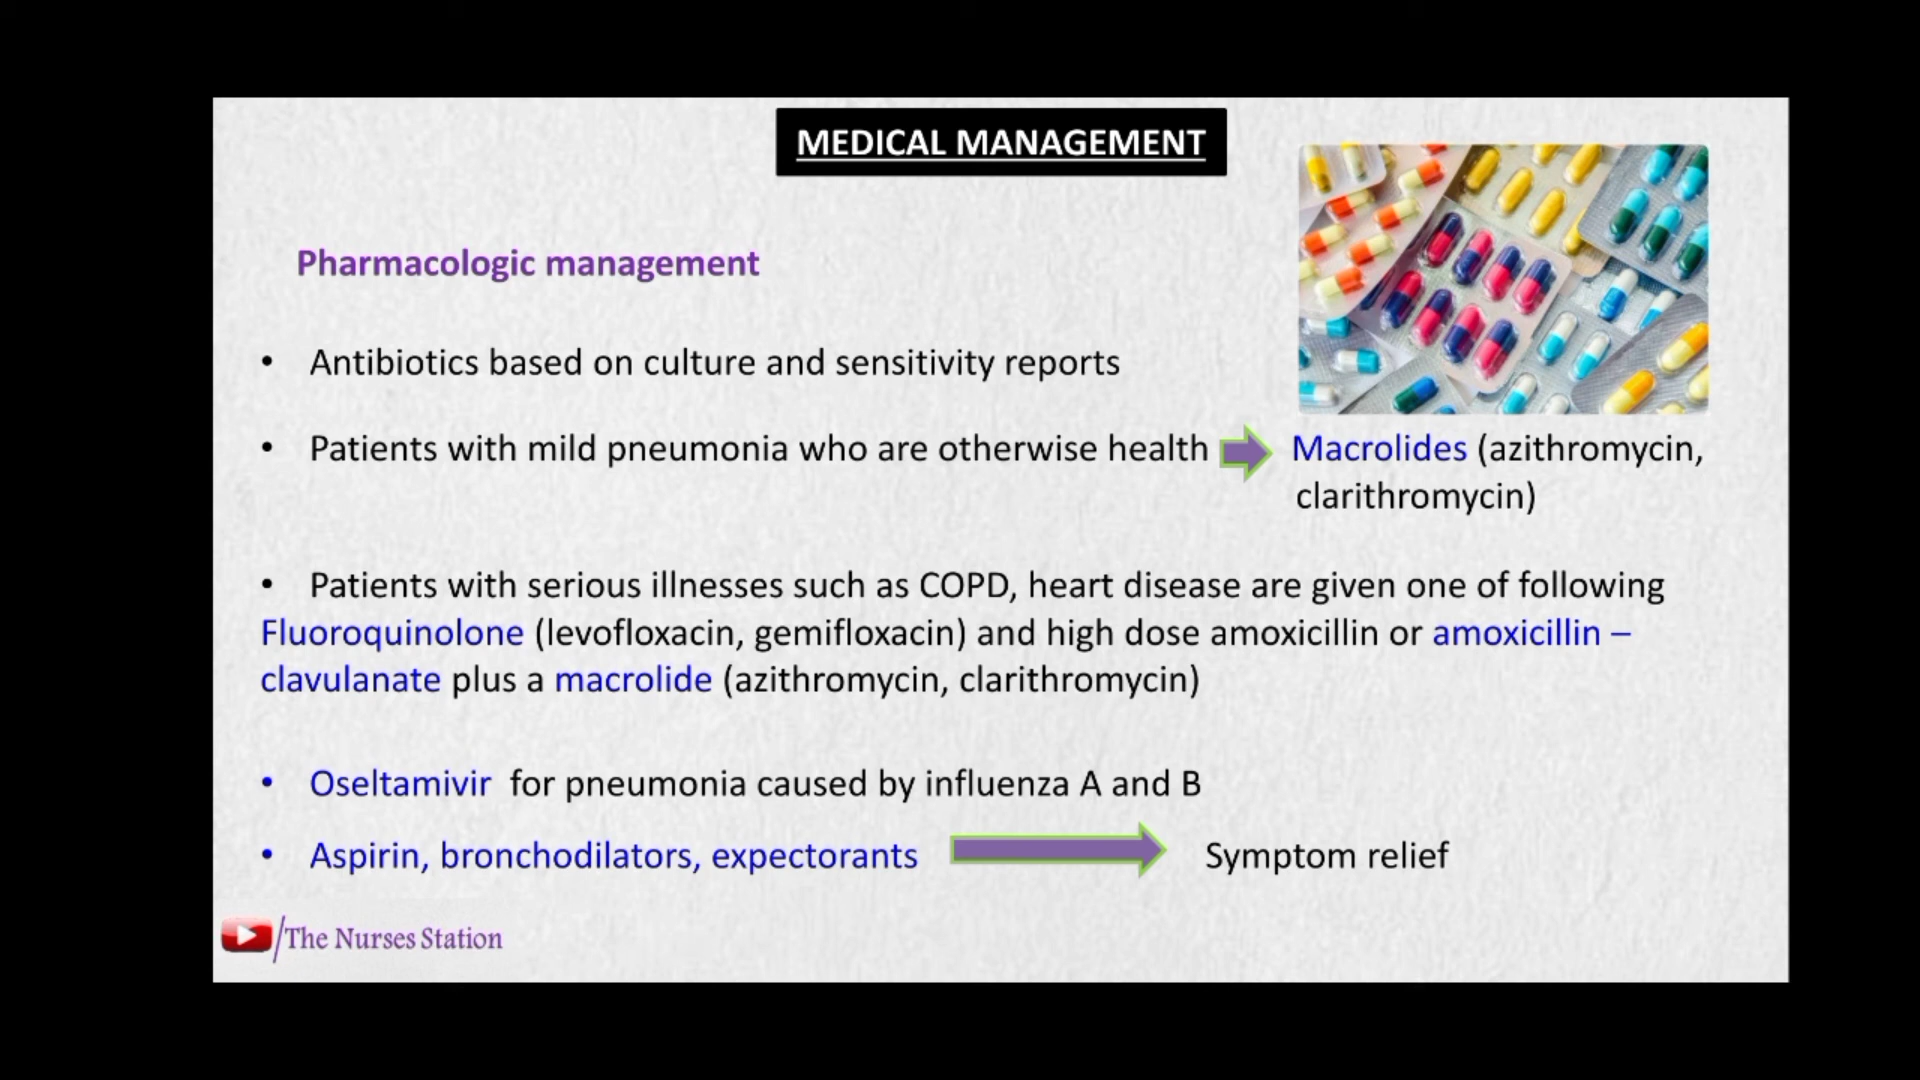 MEDICAL MANAGEMENT
Pharmacologic management
• Antibiotics based on culture and sensitivity reports
• Patients with mild pneumonia who are otherwise health Macrolides (azithromycin,
clarithromycin)
• Patients with serious illnesses such as COPD, heart disease are given one of following
Fluoroquinolone (levofloxacin, gemifloxacin) and high dose amoxicillin or amoxicillin –
clavulanate plus a macrolide (azithromycin, clarithromycin)
• Oseltamivir for pneumonia caused by influenza A and B
• Aspirin, bronchodilators, expectorants Symptom relief
The Nurses Station